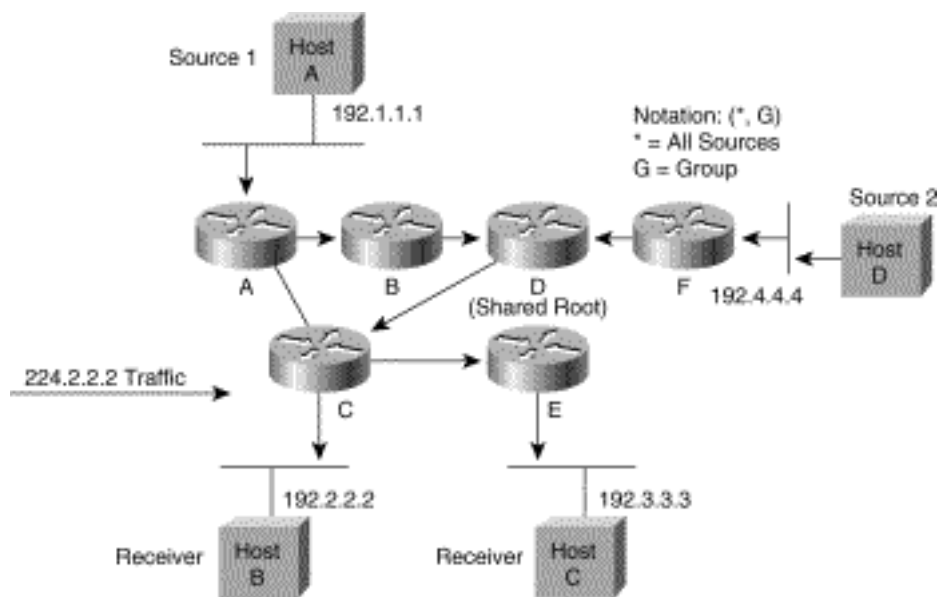 Source 1
Host
A
192.1.1.1
Notation: (*, G)
* = All Sources
G = Group
Source 2
Host
D
192.4.4.4
A
B
D
F
(Shared Root)
224.2.2.2 Traffic
C
E
192.2.2.2
192.3.3.3
Receiver
Host
B
Receiver
Host
C